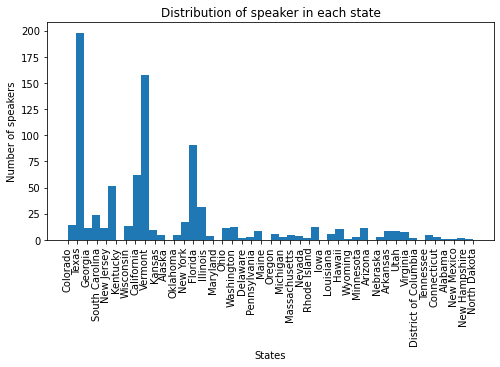 Distribution of speaker in each state
Number of speakers
200
175
150
125
100
75
50
25
0
Colorado
Texas
Georgia
South Carolina
New Jersey
Kentucky
Wisconsin
California
Vermont
Kansas
Alaska
Oklahoma
New York
Florida
Illinois
Maryland
Ohio
Washington
Delaware
Pennsylvania
Maine
Oregon
Michigan
Massachusetts
Nevada
Rhode Island
Iowa
Louisiana
Hawaii
Wyoming
Minnesota
Arizona
Nebraska
Arkansas
Utah
Virginia
District of Columbia
Tennessee
Connecticut
Alabama
New Mexico
New Hampshire
North Dakota
States